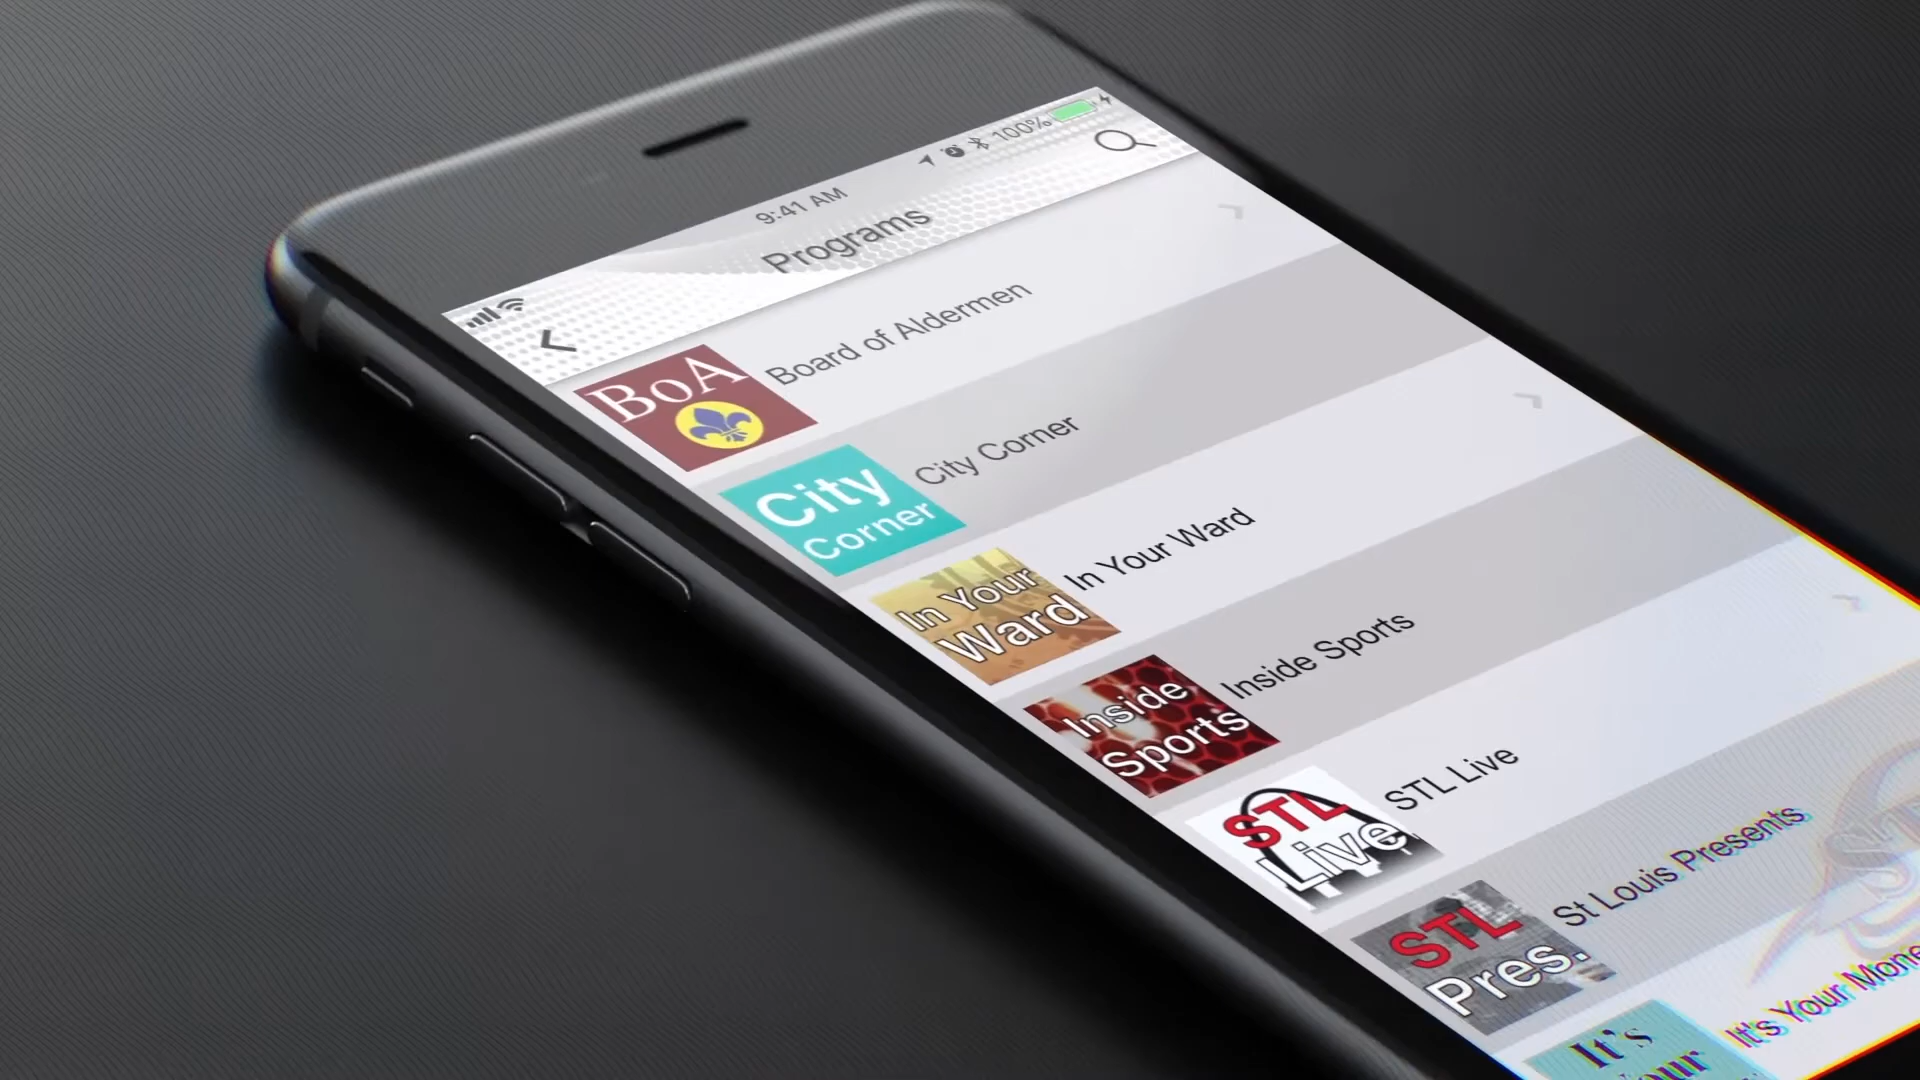 9:41 AM
100%
Programs
BoA
Board of Aldermen
City
Corner
City Corner
In Your
Ward
In Your Ward
Inside
Sports
Inside Sports
STL
Live
STL Live
STL
Pres.
St Louis Presents
It's
It's Your